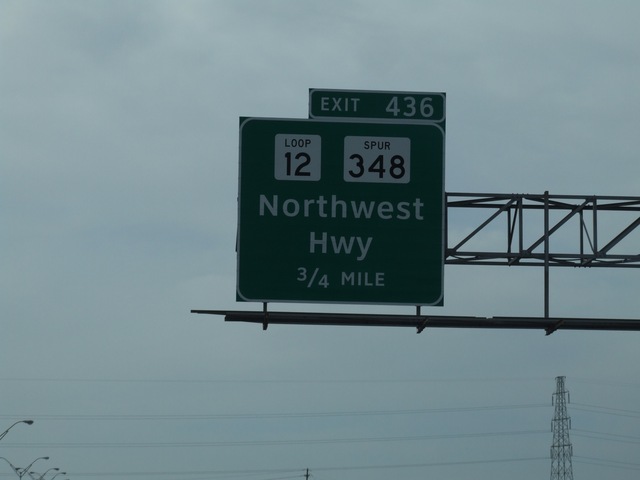 EXIT 436
LOOP SPUR
12 348
Northwest
Hwy
3/4 MILE